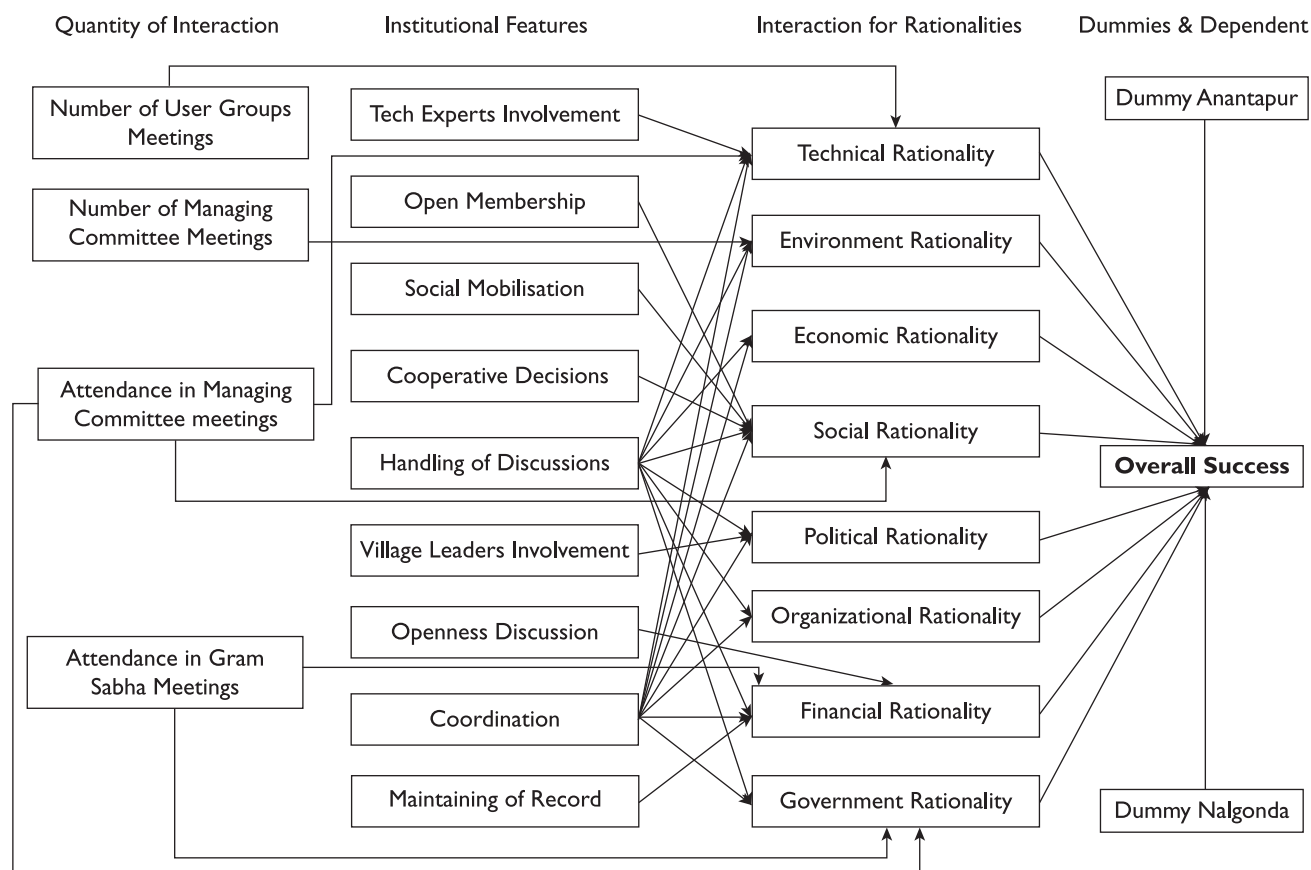 Quantity of Interaction
Institutional Features
Interaction for Rationalities
Dummies & Dependent
Number of User Groups
Meetings
Number of Managing
Committee Meetings
Attendance in Managing
Committee meetings
Attendance in Gram
Sabha Meetings
Tech Experts Involvement
Open Membership
Social Mobilisation
Cooperative Decisions
Handling of Discussions
Village Leaders Involvement
Openness Discussion
Coordination
Maintaining of Record
Technical Rationality
Environment Rationality
Economic Rationality
Social Rationality
Political Rationality
Organizational Rationality
Financial Rationality
Government Rationality
Dummy Anantapur
Overall Success
Dummy Nalgonda